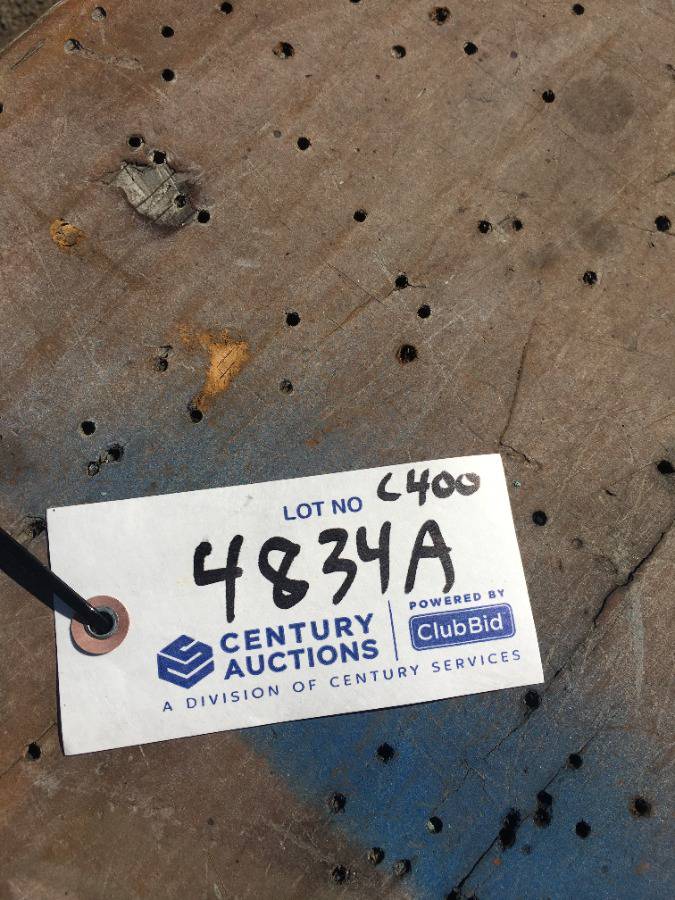 LOT NO C400
4834A
CENTURY AUCTIONS
POWERED BY
ClubBid
A DIVISION OF CENTURY SERVICES